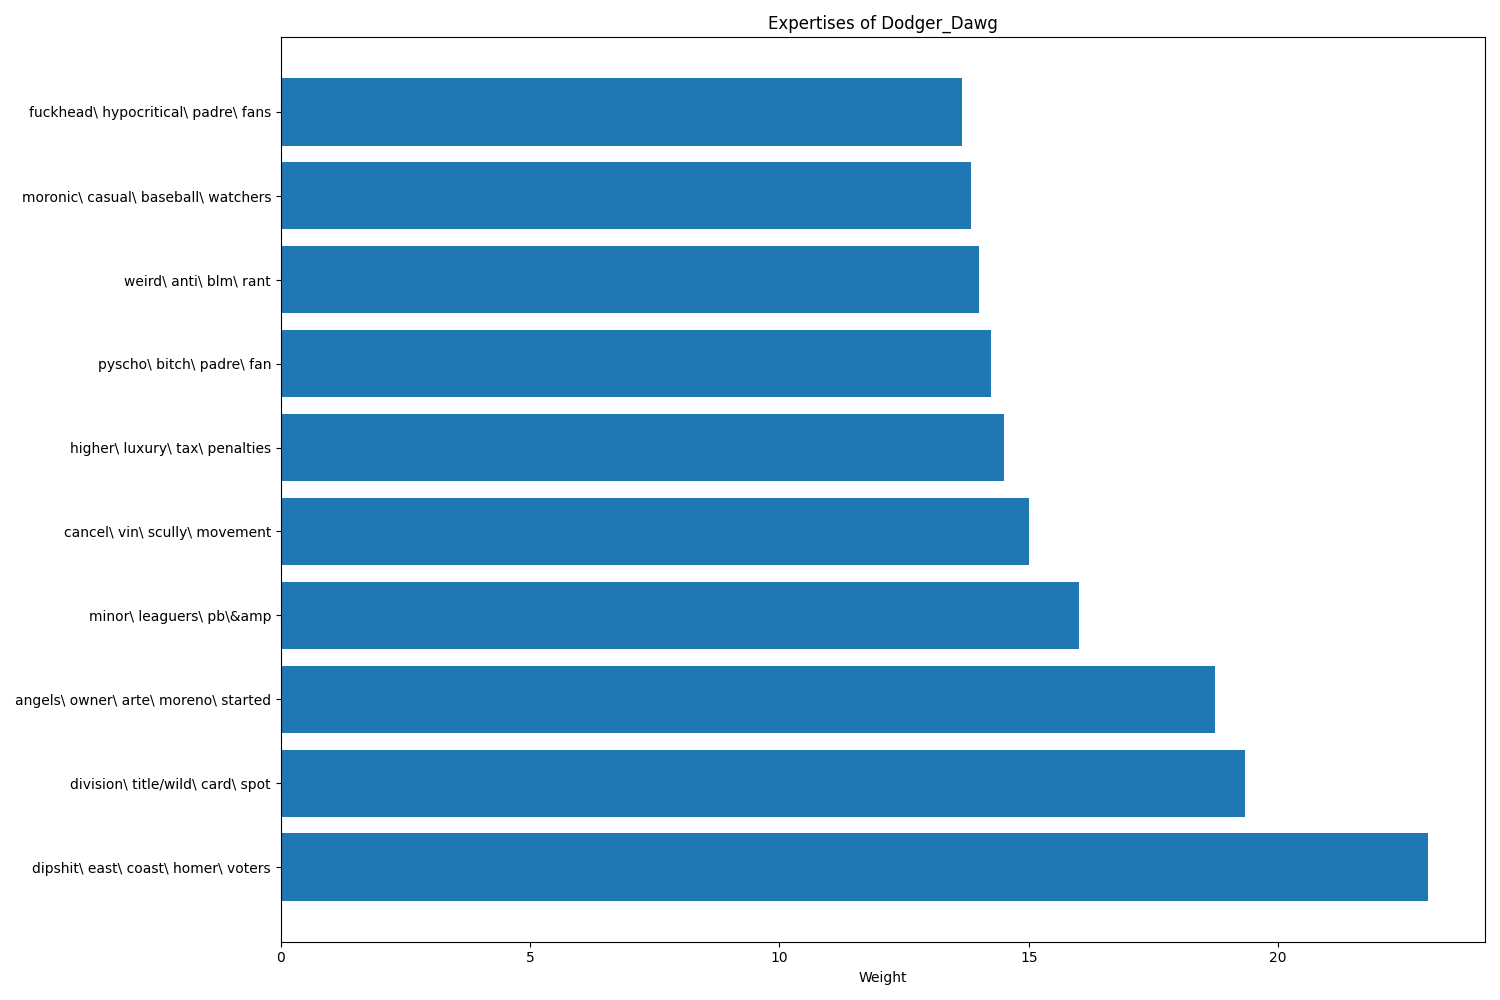 Expertises of Dodger_Dawg
fuckhead\ hypocritical\ padre\ fans
moronic\ casual\ baseball\ watchers
weird\ anti\ blm\ rant
pyscho\ bitch\ padre\ fan
higher\ luxury\ tax\ penalties
cancel\ vin\ scully\ movement
minor\ leaguers\ pb\&amp
angels\ owner\ arte\ moreno\ started
division\ title/wild\ card\ spot
dipshit\ east\ coast\ homer\ voters
0 5 10 15 20
Weight